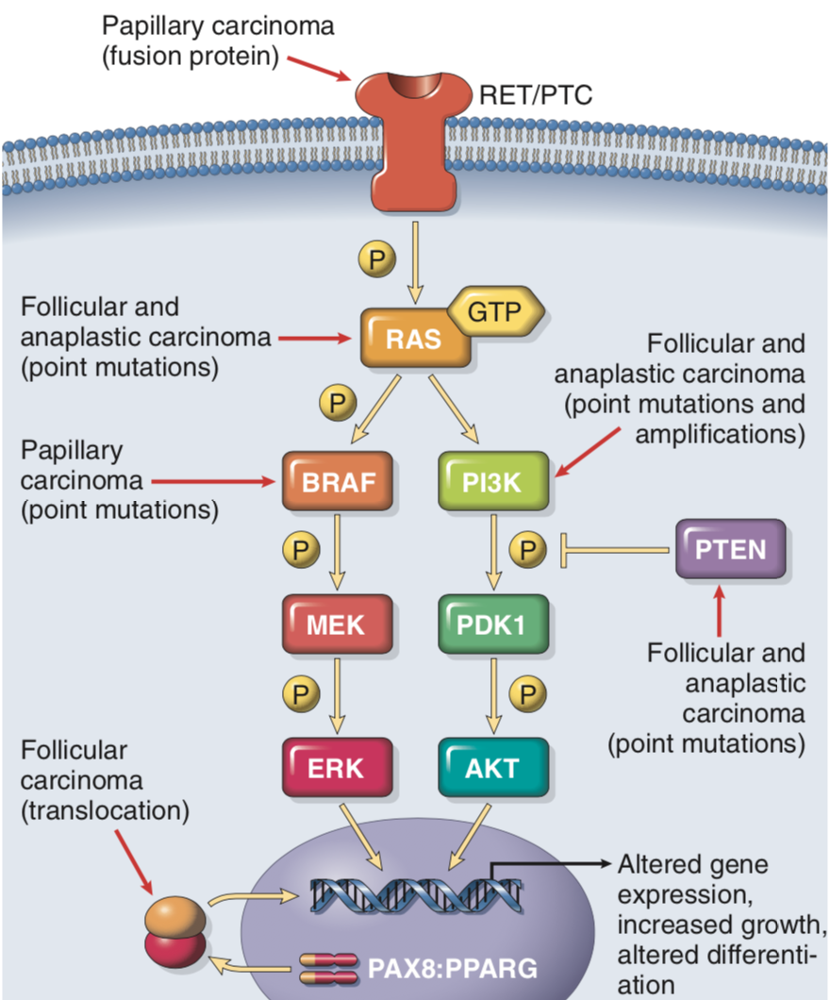 Papillary carcinoma
(fusion protein)
RET/PTC
P
Follicular and
anaplastic carcinoma
(point mutations)
RAS
GTP
Follicular and
anaplastic carcinoma
(point mutations and
amplifications)
P
Papillary
carcinoma
(point mutations)
BRAF
PI3K
P
P
PTEN
MEK
PDK1
Follicular and
anaplastic
carcinoma
(point mutations)
P
P
Follicular
carcinoma
(translocation)
ERK
AKT
Altered gene
expression,
increased growth,
altered differenti-
ation
PAX8:PPARG